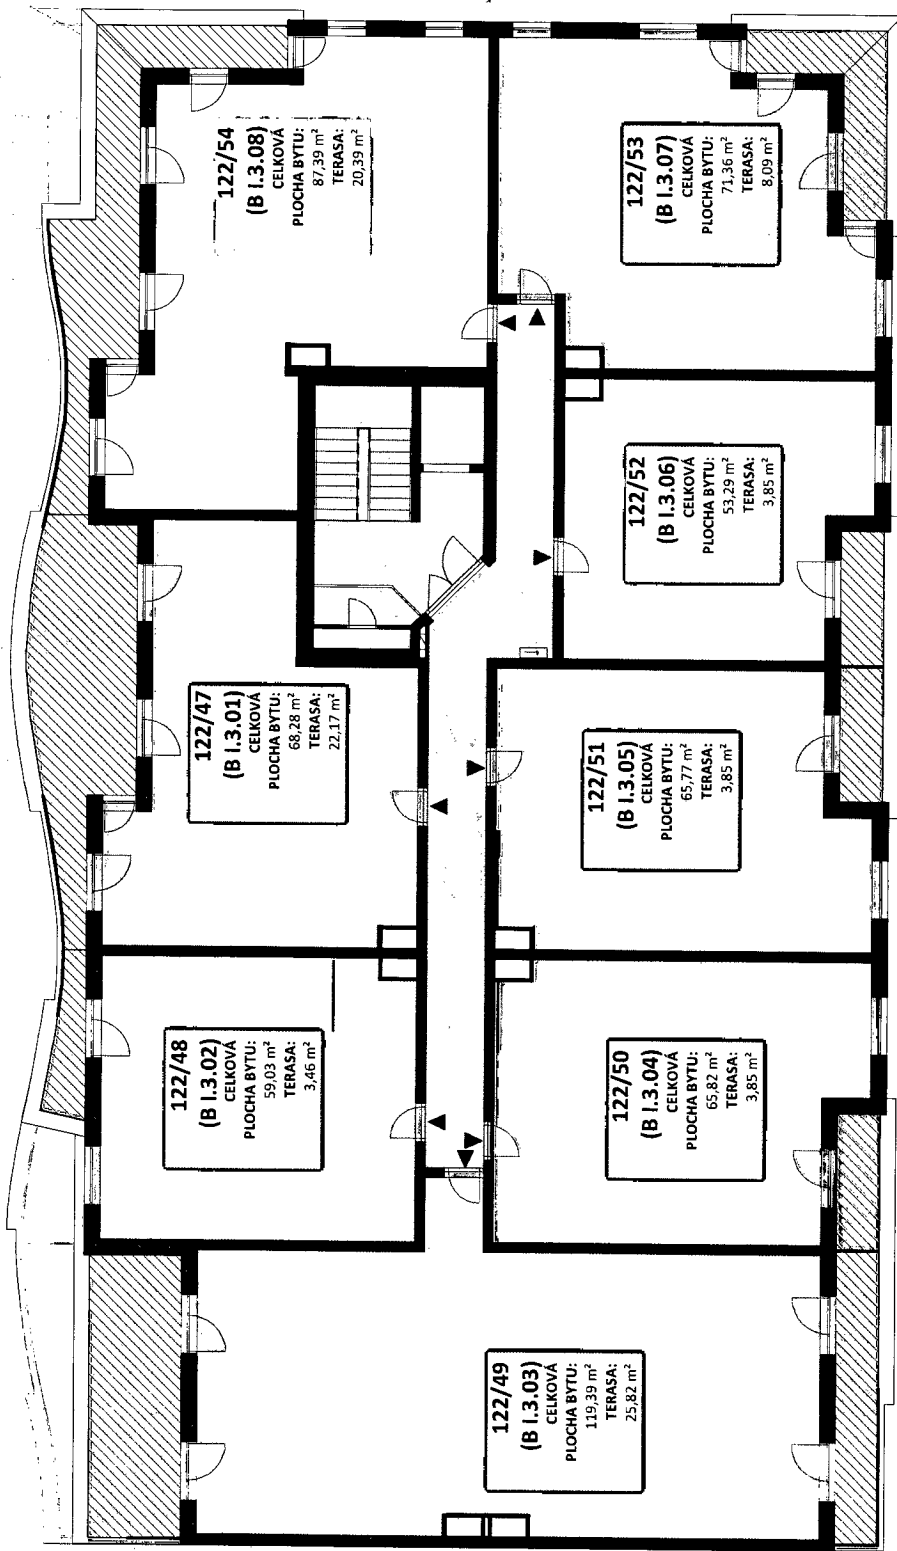 122/54
(B I.3.08)
CELKOVÁ
PLOCHA BYTU:
87,39 m²
TERASA:
20,39 m²
122/53
(B I.3.07)
CELKOVÁ
PLOCHA BYTU:
71,36 m²
TERASA:
8,09 m²
122/52
(B I.3.06)
CELKOVÁ
PLOCHA BYTU:
53,29 m²
TERASA:
3,85 m²
122/47
(B I.3.01)
CELKOVÁ
PLOCHA BYTU:
68,28 m²
TERASA:
22,17 m²
122/51
(B I.3.05)
CELKOVÁ
PLOCHA BYTU:
65,77 m²
TERASA:
3,85 m²
122/48
(B I.3.02)
CELKOVÁ
PLOCHA BYTU:
59,03 m²
TERASA:
3,46 m²
122/50
(B I.3.04)
CELKOVÁ
PLOCHA BYTU:
65,82 m²
TERASA:
3,85 m²
122/49
(B I.3.03)
CELKOVÁ
PLOCHA BYTU:
119,39 m²
TERASA:
25,82 m²